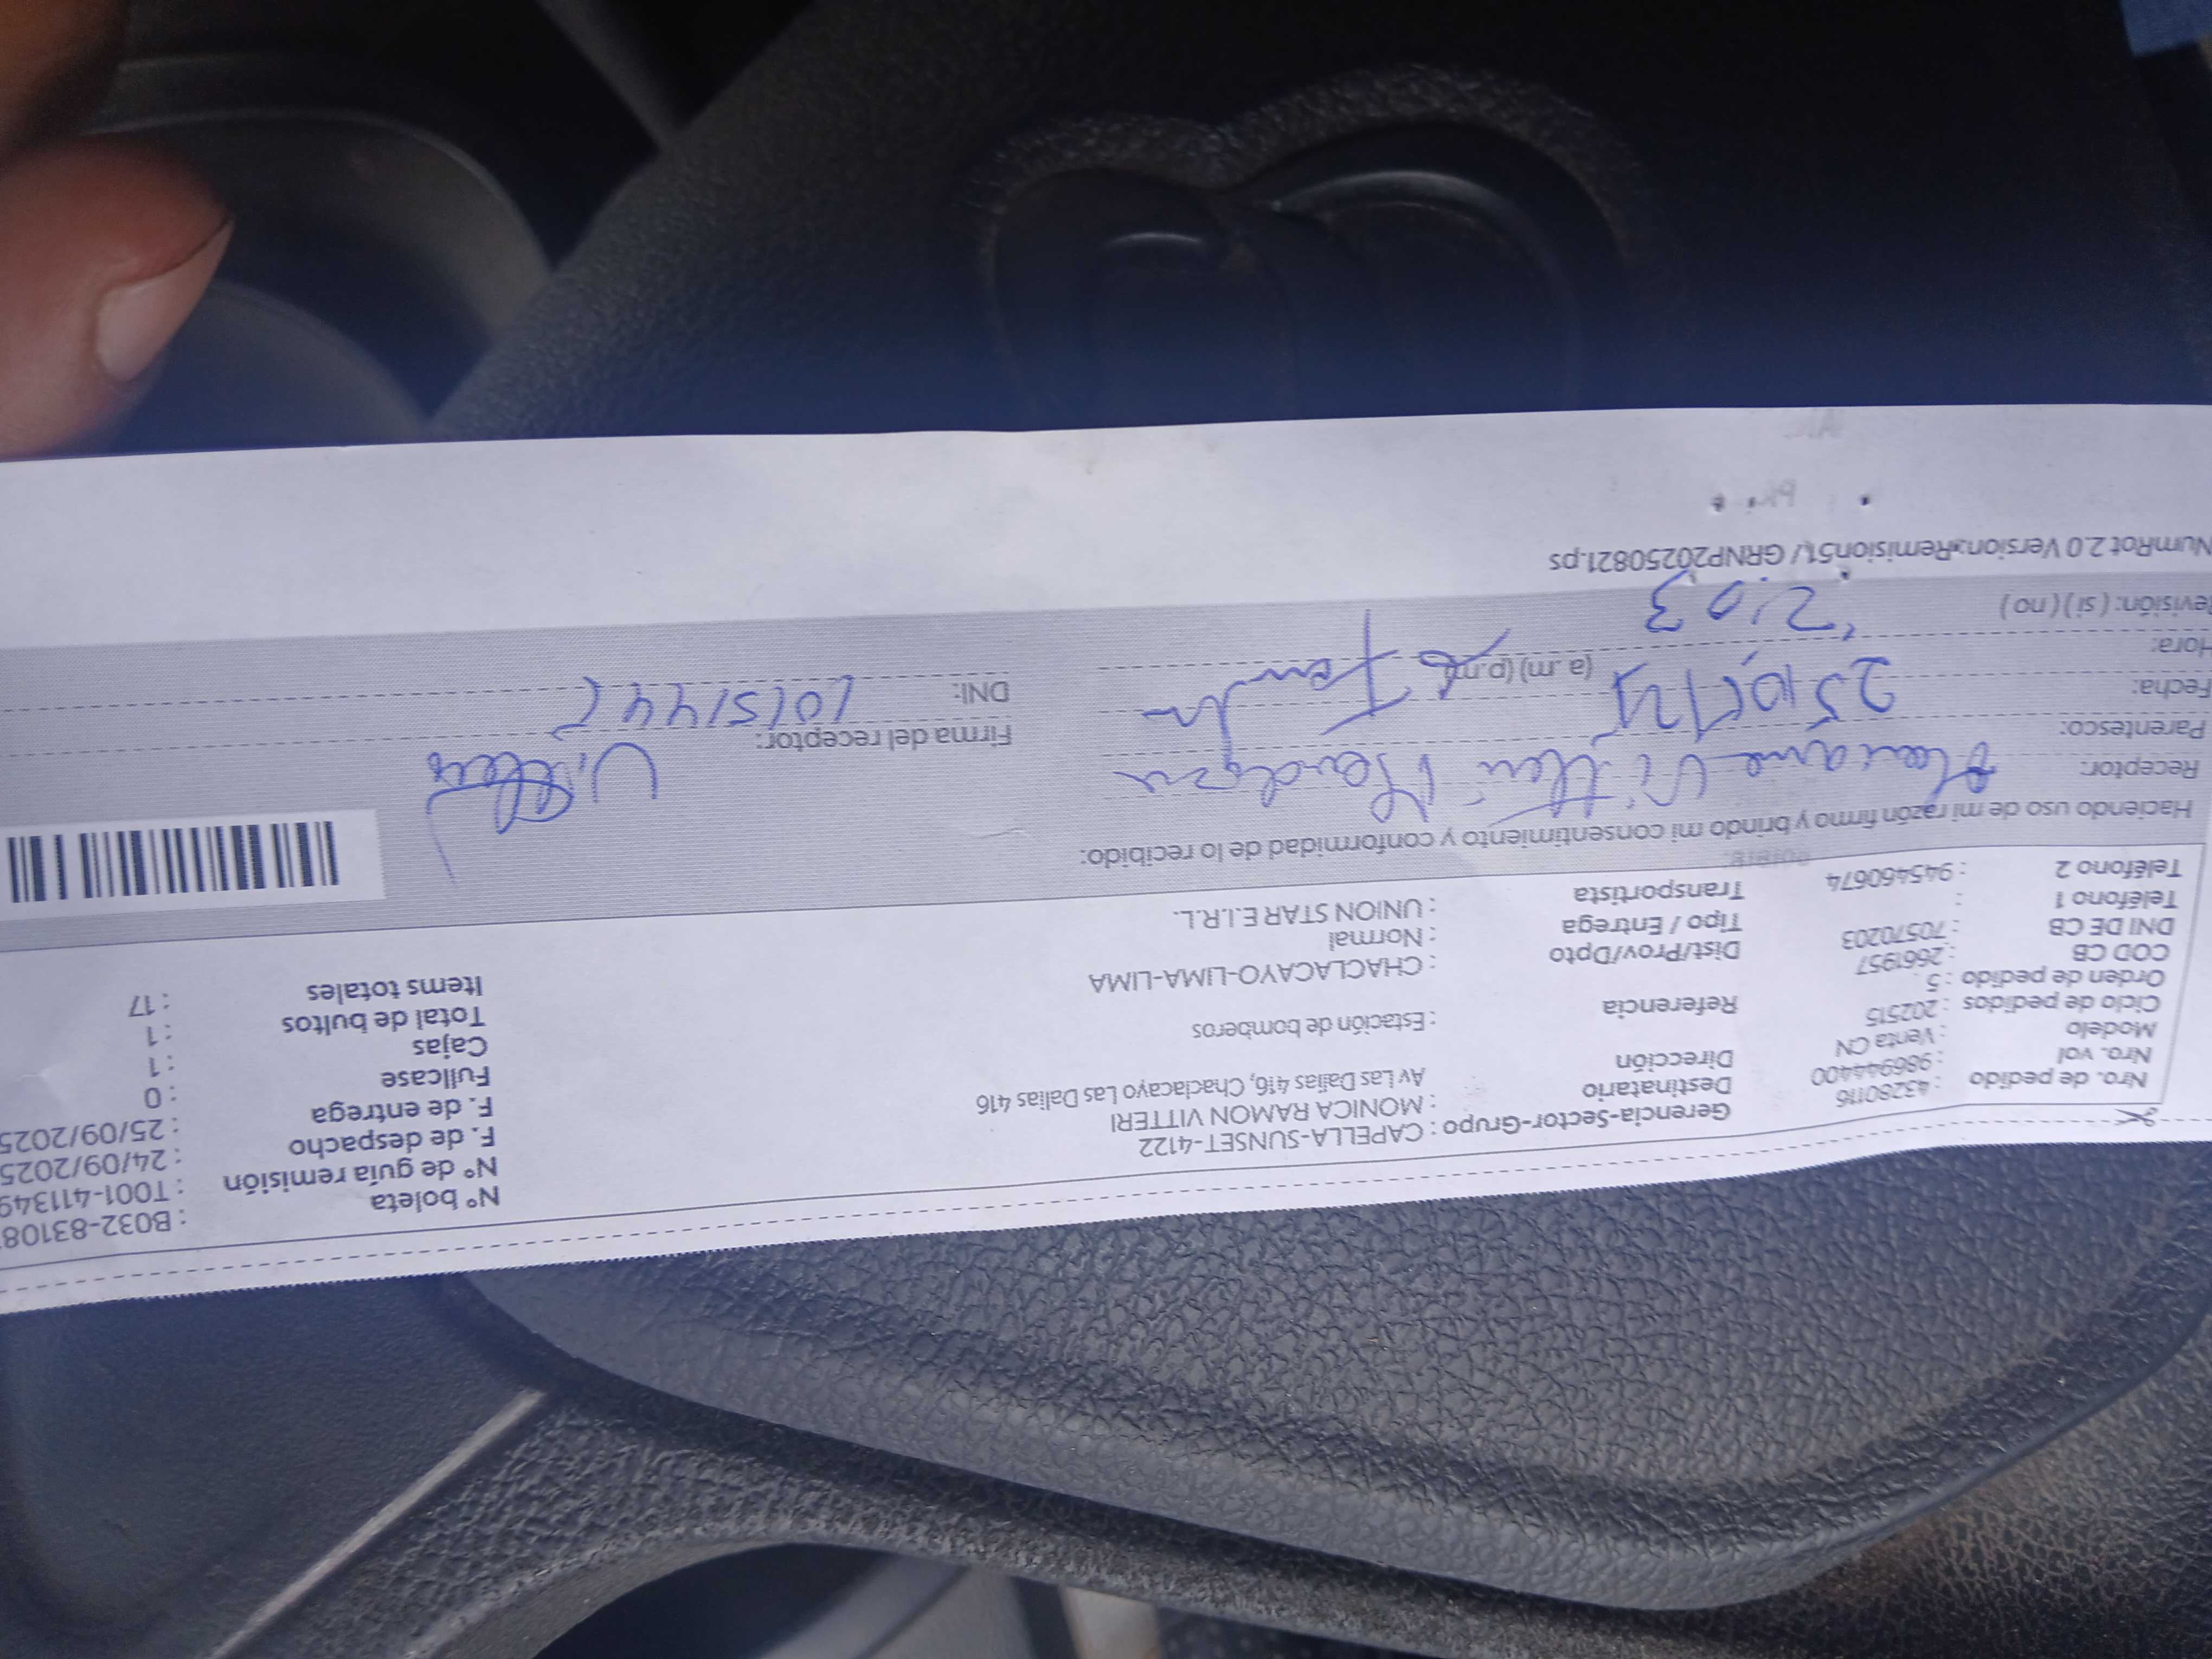 Nro. de pedido : 43280116
Nro. vol : 986944400
Modelo : Venta CN
Ciclo de pedidos : 202515
Orden de pedido : 5
COD CB : 2661957
DNI DE CB : 70570203
Teléfono 1 :
Teléfono 2 : 945460674
Gerencia-Sector-Grupo : CAPELLA-SUNSET-4122
Destinatario : MONICA RAMON VITTERI
Dirección Av Las Dalias 416, Chaclacayo Las Dalias 416
Referencia : Estación de bomberos
Dist/Prov/Dpto : CHACLACAYO-LIMA-LIMA
Tipo / Entrega : Normal
Transportista : UNION STAR E.I.R.L.
N° boleta : B032-83108
N° de guía remisión : T001-411349
F. de despacho : 24/09/2025
F. de entrega : 25/09/2025
Fullcase : 0
Cajas : 1
Total de bultos : 1
Items totales : 17
Haciendo uso de mi razón firmo y brindo mi consentimiento y conformidad de lo recibido:
Receptor:
Parentesco:
Fecha:
Hora: 2:03 (a.m) (p.m)
Revisión: ( si ) ( no )
Firma del receptor:
DNI:
NumRot 2.0 Version
GRNP20250821.ps